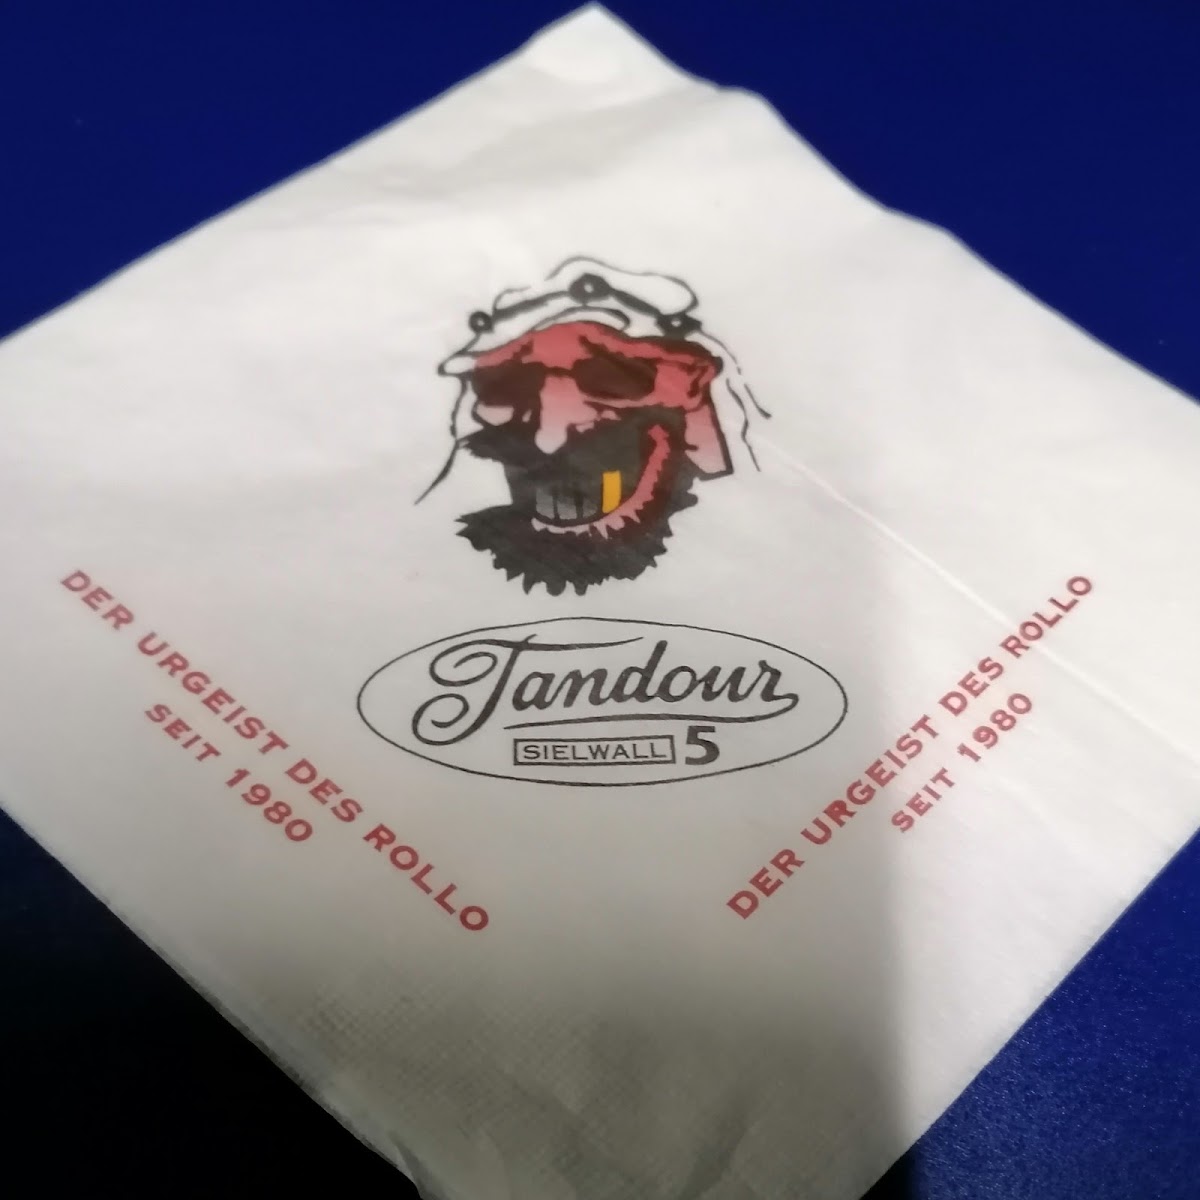 Tandour
SIELWALL 5
DER URGEIST DES ROLLO
SEIT 1980
DER URGEIST DES ROLLO
SEIT 1980